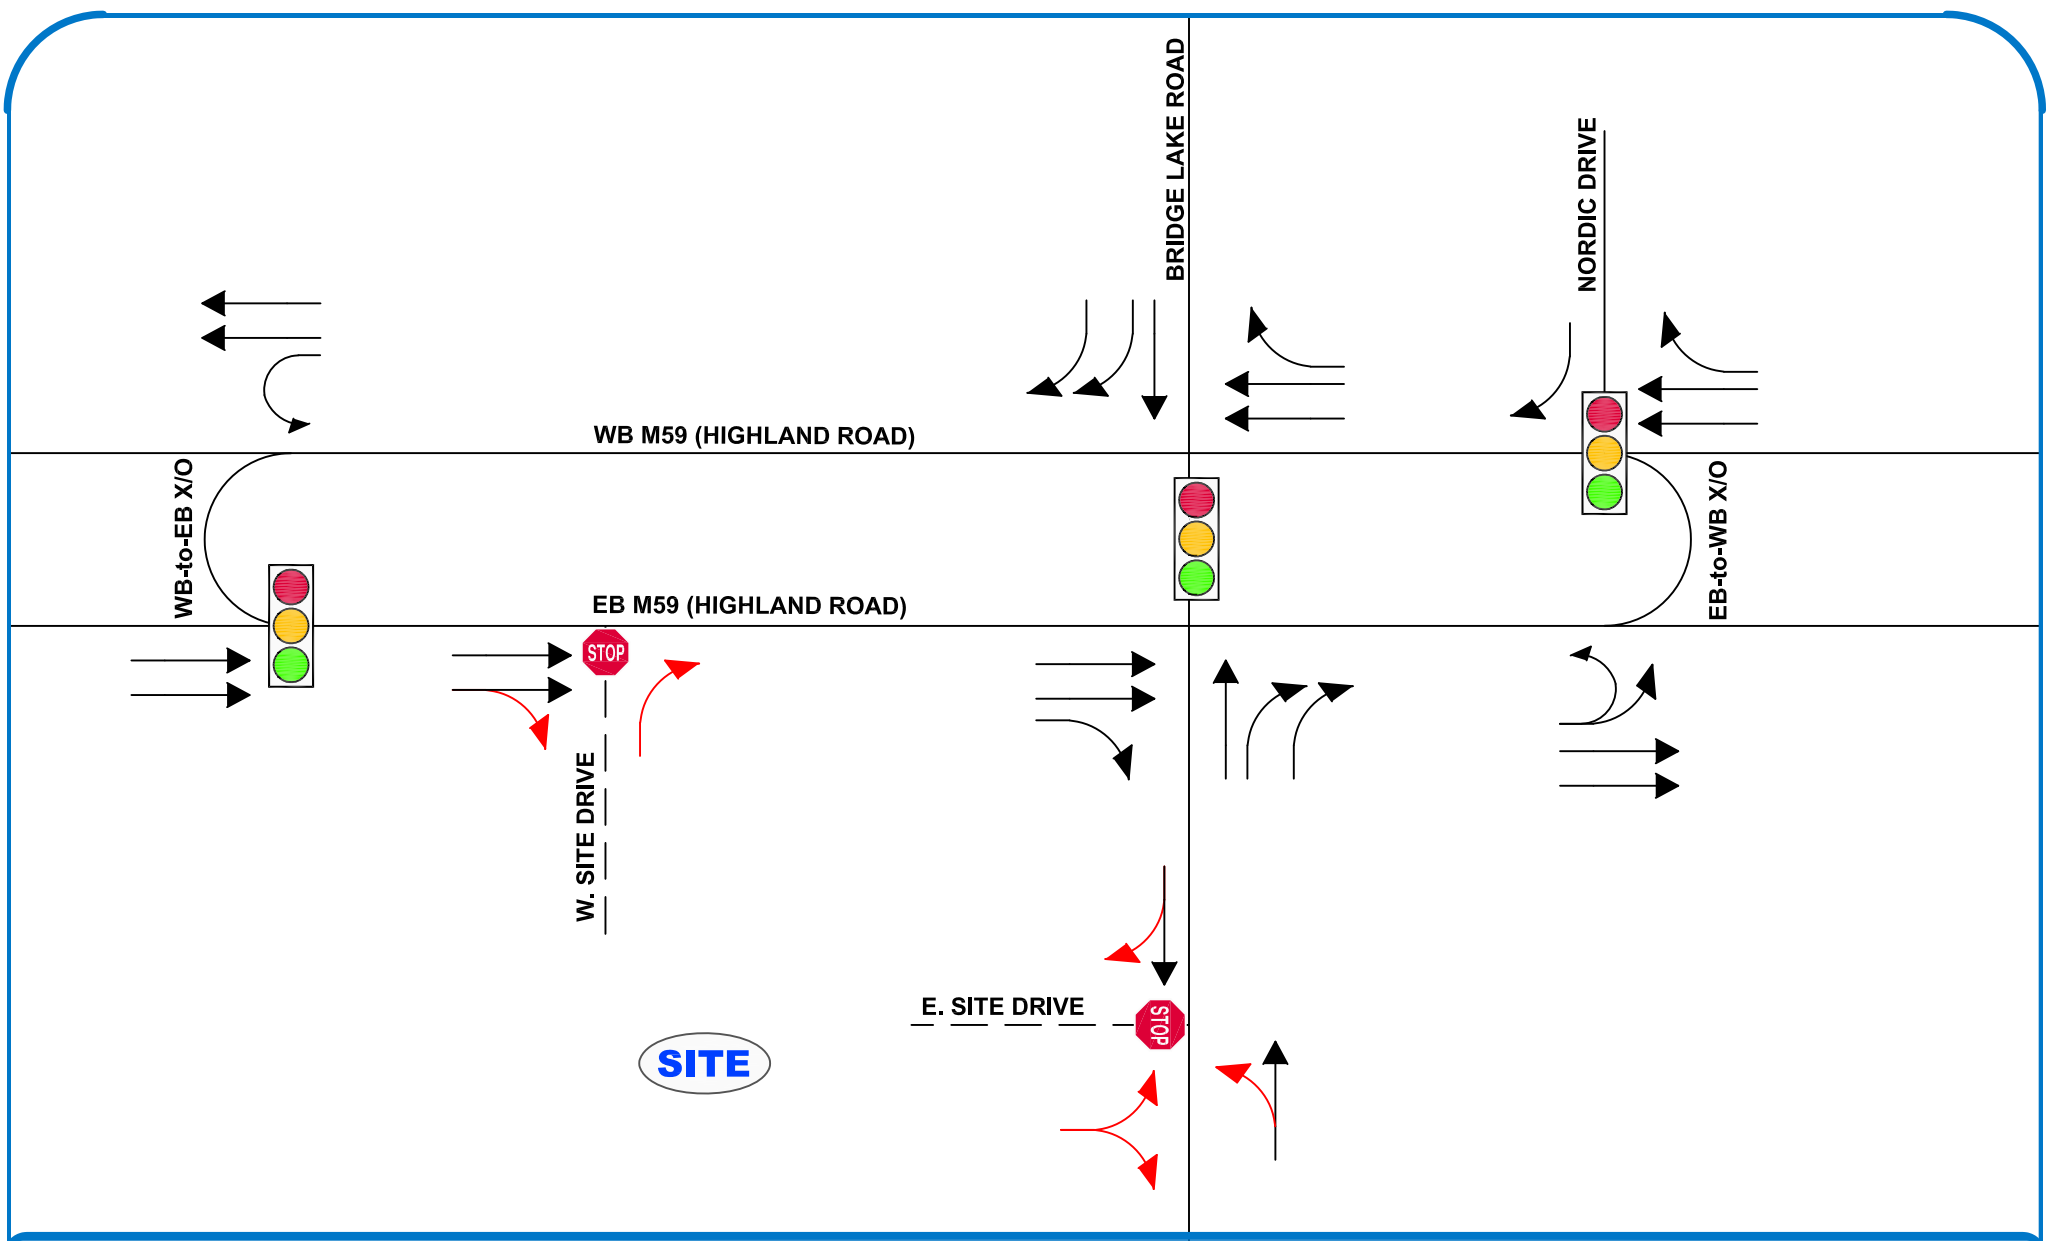 BRIDGE LAKE ROAD
NORDIC DRIVE
WB M59 (HIGHLAND ROAD)
WB-to-EB X/O
EB-to-WB X/O
EB M59 (HIGHLAND ROAD)
STOP
W. SITE DRIVE
E. SITE DRIVE
STOP
SITE